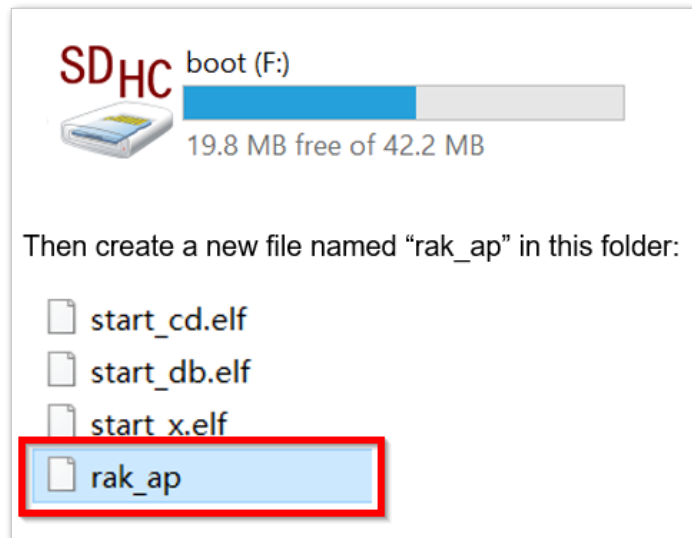 SDHC boot (F:)
19.8 MB free of 42.2 MB
Then create a new file named “rak_ap” in this folder:
start_cd.elf
start_db.elf
start_x.elf
rak_ap